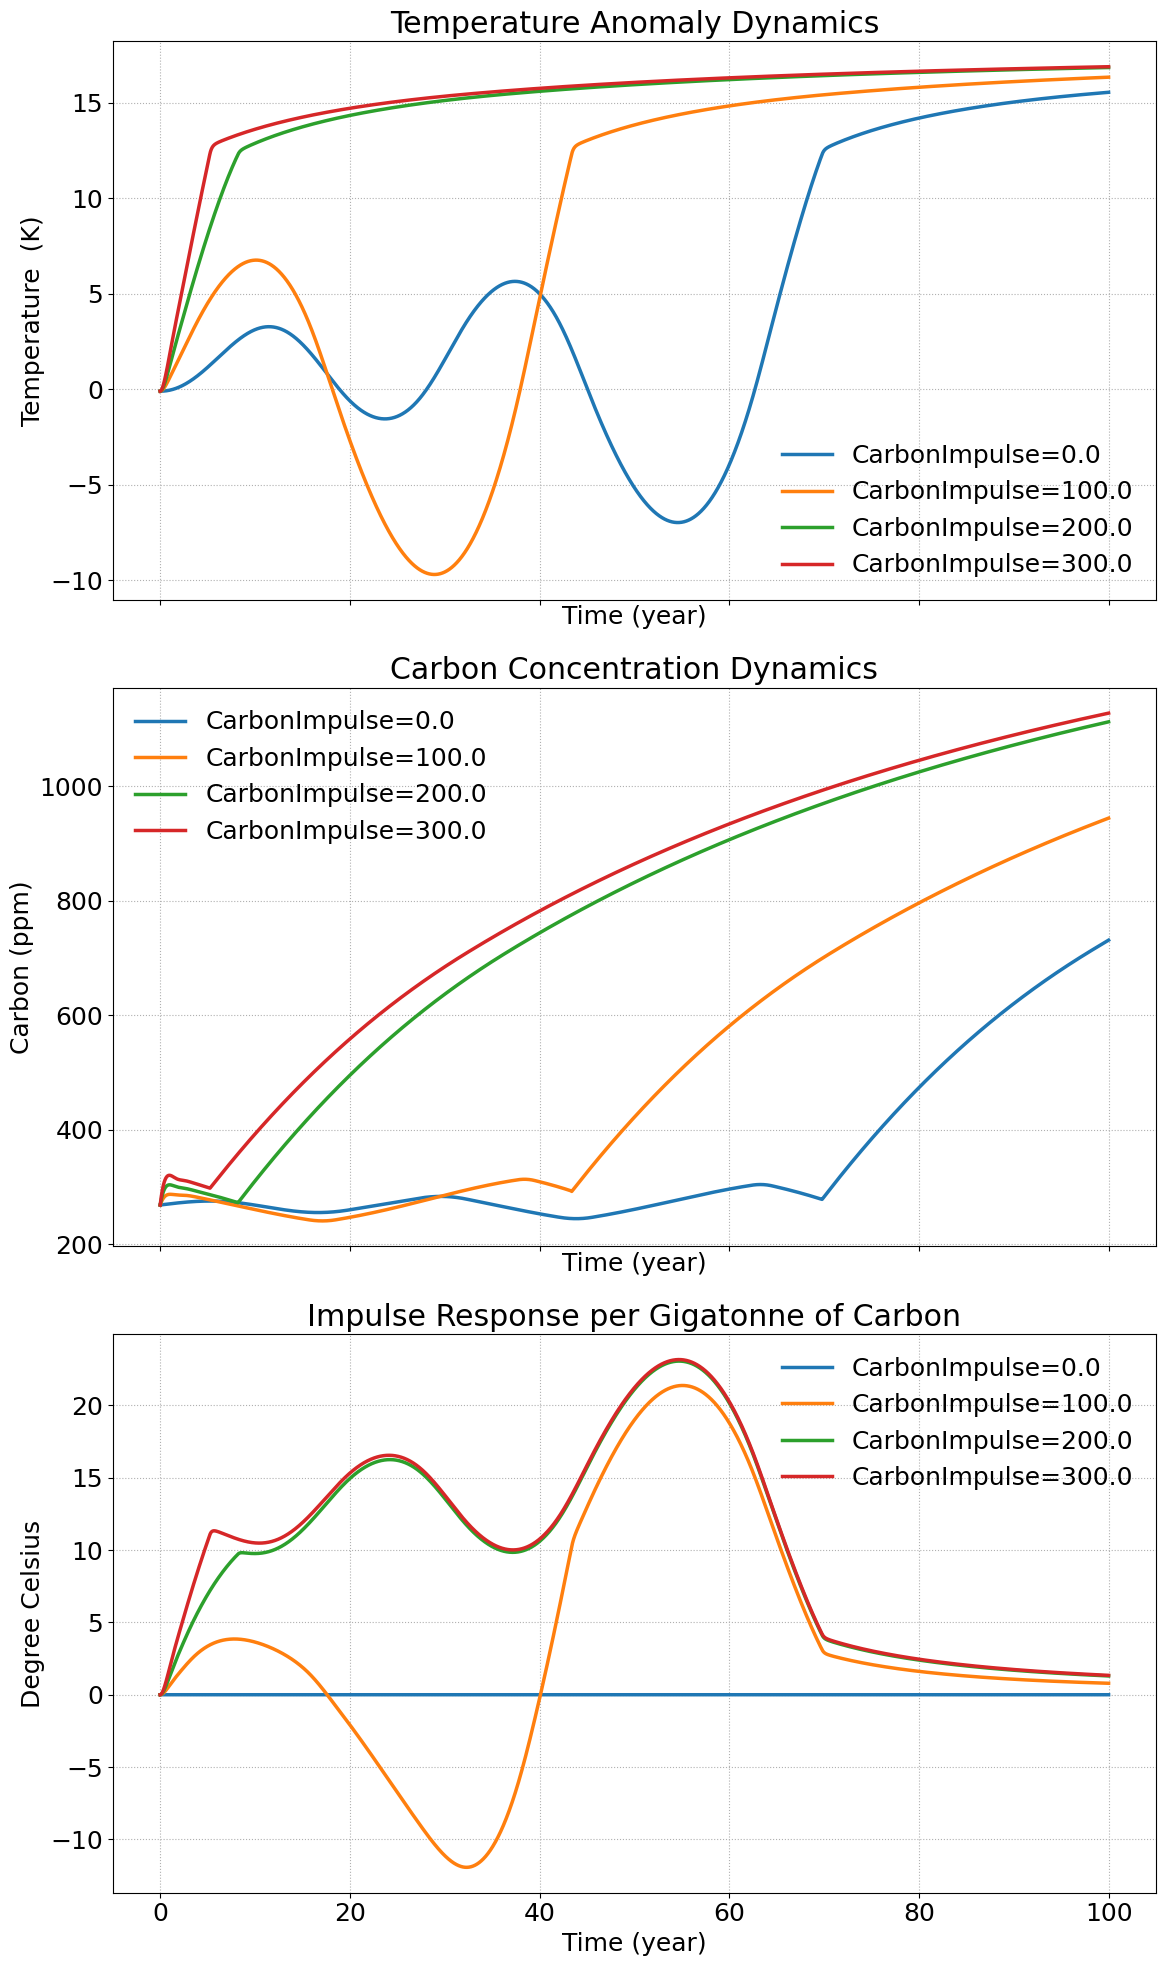 Temperature Anomaly Dynamics
Temperature  (K)
15
10
5
0
−5
−10
CarbonImpulse=0.0
CarbonImpulse=100.0
CarbonImpulse=200.0
CarbonImpulse=300.0
Time (year)
Carbon Concentration Dynamics
Carbon (ppm)
1000
800
600
400
200
CarbonImpulse=0.0
CarbonImpulse=100.0
CarbonImpulse=200.0
CarbonImpulse=300.0
Time (year)
Impulse Response per Gigatonne of Carbon
Degree Celsius
20
15
10
5
0
−5
−10
CarbonImpulse=0.0
CarbonImpulse=100.0
CarbonImpulse=200.0
CarbonImpulse=300.0
0 20 40 60 80 100
Time (year)